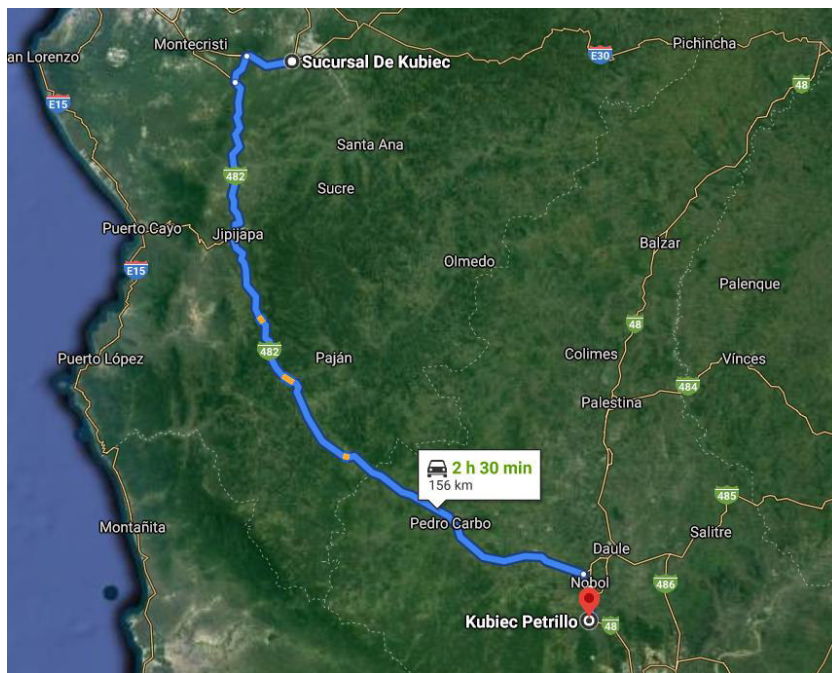 Montecristi
Pichincha
an Lorenzo
Sucursal De Kubiec
E30
48
E15
Santa Ana
482
Sucre
Puerto Cayo
Jipijapa
Balzar
Olmedo
E15
Palenque
48
Puerto López
482
Paján
Colimes
Vínces
484
Palestina
2 h 30 min
156 km
485
Montañita
Pedro Carbo
Salitre
Daule
Nobol
486
Kubiec Petrillo
48